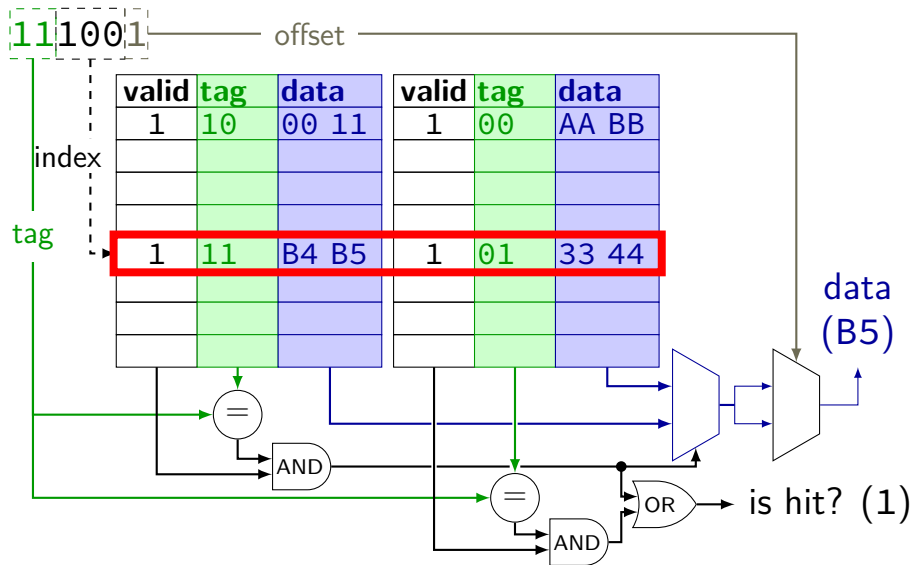 111001
offset
valid tag data valid tag data
1 10 00 11 1 00 AA BB
index
tag
1 11 B4 B5 1 01 33 44
data
(B5)
=
AND
=
OR
is hit? (1)
AND